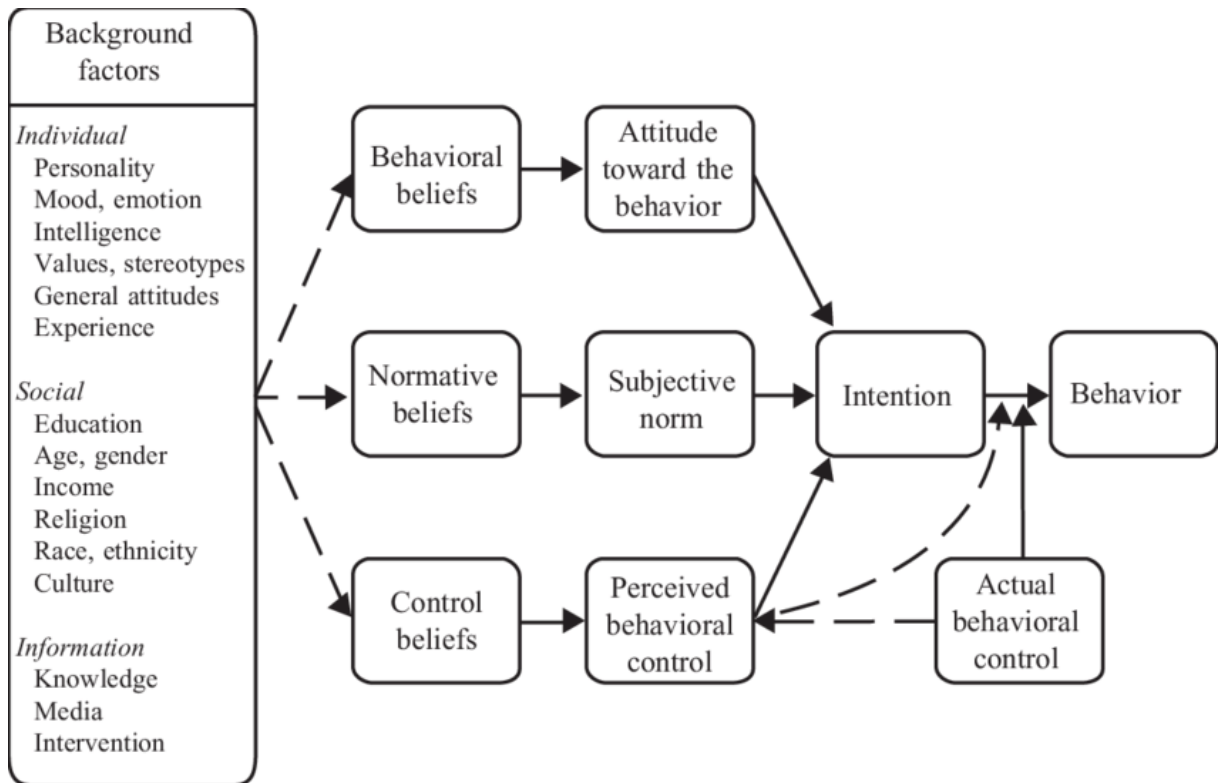 Background
factors
Individual
Personality
Mood, emotion
Intelligence
Values, stereotypes
General attitudes
Experience
Social
Education
Age, gender
Income
Religion
Race, ethnicity
Culture
Information
Knowledge
Media
Intervention
Behavioral
beliefs
Attitude
toward the
behavior
Normative
beliefs
Subjective
norm
Intention
Behavior
Control
beliefs
Perceived
behavioral
control
Actual
behavioral
control